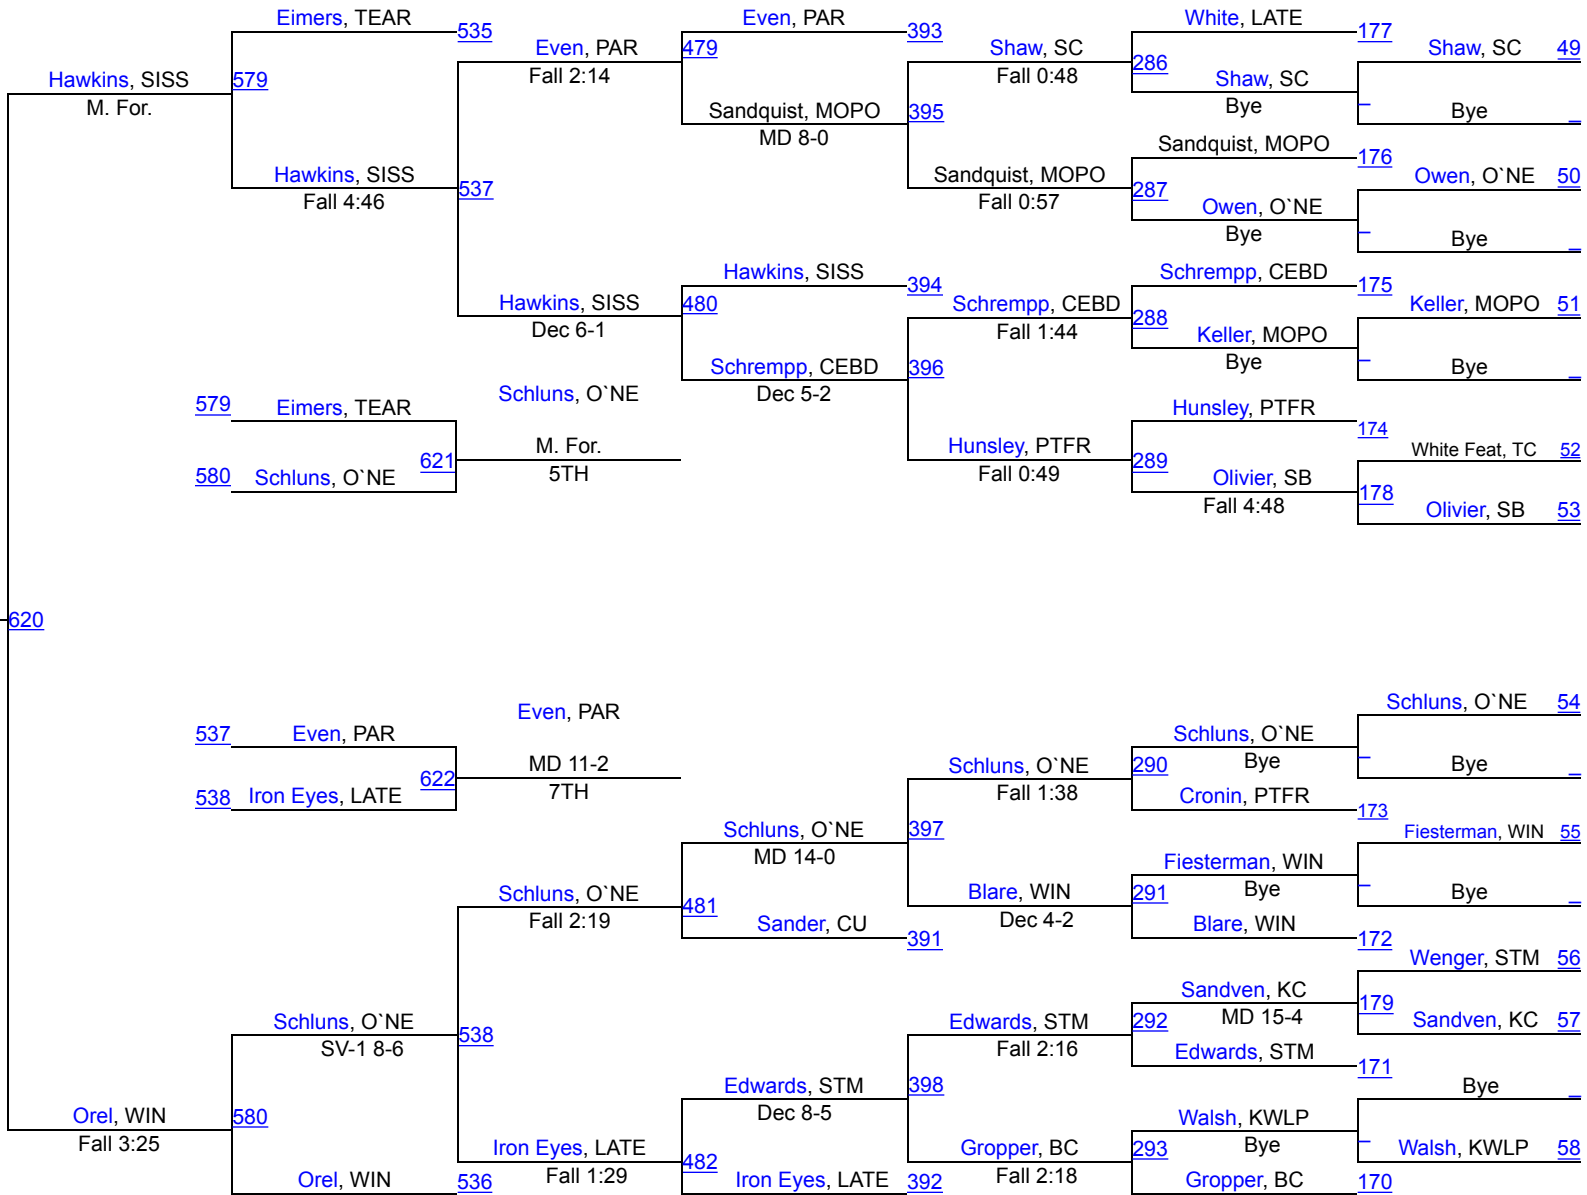 Eimers, TEAR
535
Even, PAR
393
White, LATE
177
Even, PAR
479
Shaw, SC
Shaw, SC
49
Hawkins, SISS
579
Fall 2:14
Fall 0:48
286
Shaw, SC
M. For.
Sandquist, MOPO
395
Bye
Bye
MD 8-0
Sandquist, MOPO
176
Hawkins, SISS
Sandquist, MOPO
Owen, O`NE
50
Fall 4:46
537
Fall 0:57
287
Owen, O`NE
Bye
Bye
Hawkins, SISS
394
Schrempp, CEBD
175
Hawkins, SISS
480
Schrempp, CEBD
Keller, MOPO
51
Dec 6-1
Fall 1:44
288
Keller, MOPO
Schrempp, CEBD
396
Bye
Bye
Dec 5-2
Schluns, O`NE
579
Eimers, TEAR
Hunsley, PTFR
174
M. For.
Hunsley, PTFR
White Feat, TC
52
621
5TH
Fall 0:49
289
580
Schluns, O`NE
Olivier, SB
178
Fall 4:48
Olivier, SB
53
620
Schluns, O`NE
54
Even, PAR
537
Even, PAR
Schluns, O`NE
MD 11-2
Schluns, O`NE
290
Bye
Bye
622
7TH
Fall 1:38
538
Iron Eyes, LATE
Cronin, PTFR
173
Schluns, O`NE
397
Fiesterman, WIN
55
MD 14-0
Fiesterman, WIN
Schluns, O`NE
Blare, WIN
291
Bye
Bye
Fall 2:19
481
Dec 4-2
Sander, CU
391
Blare, WIN
172
Wenger, STM
56
Sandven, KC
179
Schluns, O`NE
538
Edwards, STM
292
MD 15-4
Sandven, KC
57
SV-1 8-6
Fall 2:16
Edwards, STM
171
Edwards, STM
398
Bye
Orel, WIN
580
Dec 8-5
Walsh, KWLP
Fall 3:25
Iron Eyes, LATE
Gropper, BC
293
Bye
Walsh, KWLP
58
Fall 1:29
482
Fall 2:18
Orel, WIN
536
Iron Eyes, LATE
392
Gropper, BC
170